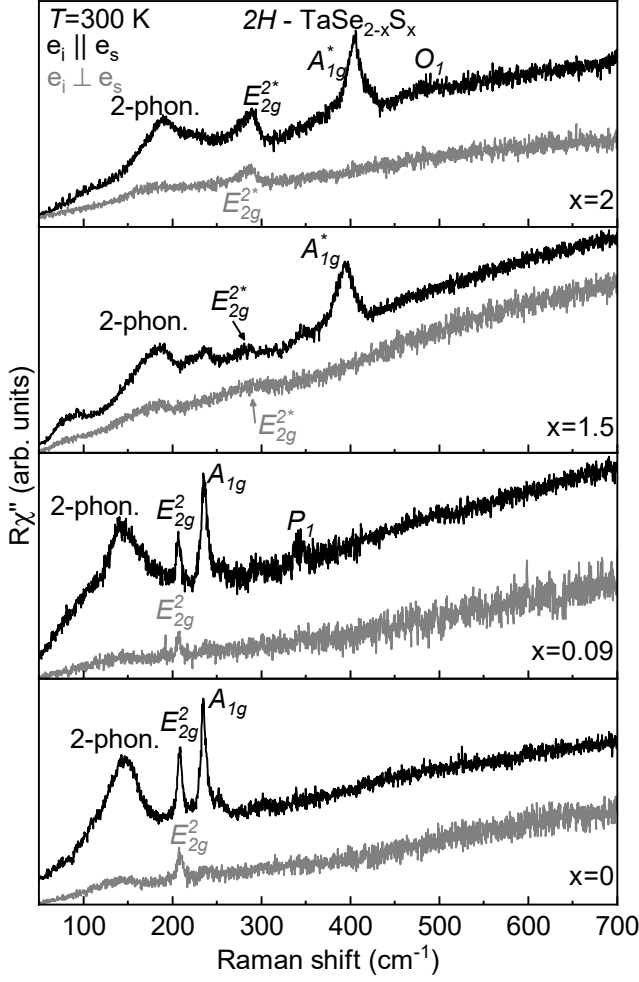 T=300 K
2H - TaSe₂₋ₓSₓ
eᵢ || eₛ
eᵢ ⊥ eₛ
A*₁g
O₁
2-phon.
E²*₂g
E²*₂g
x=2
A*₁g
E²*₂g
2-phon.
E²*₂g
x=1.5
A₁g
2-phon.
E²₂g
P₁
E²₂g
x=0.09
A₁g
E²₂g
2-phon.
E²₂g
x=0
Rχ'' (arb. units)
100 200 300 400 500 600 700
Raman shift (cm⁻¹)